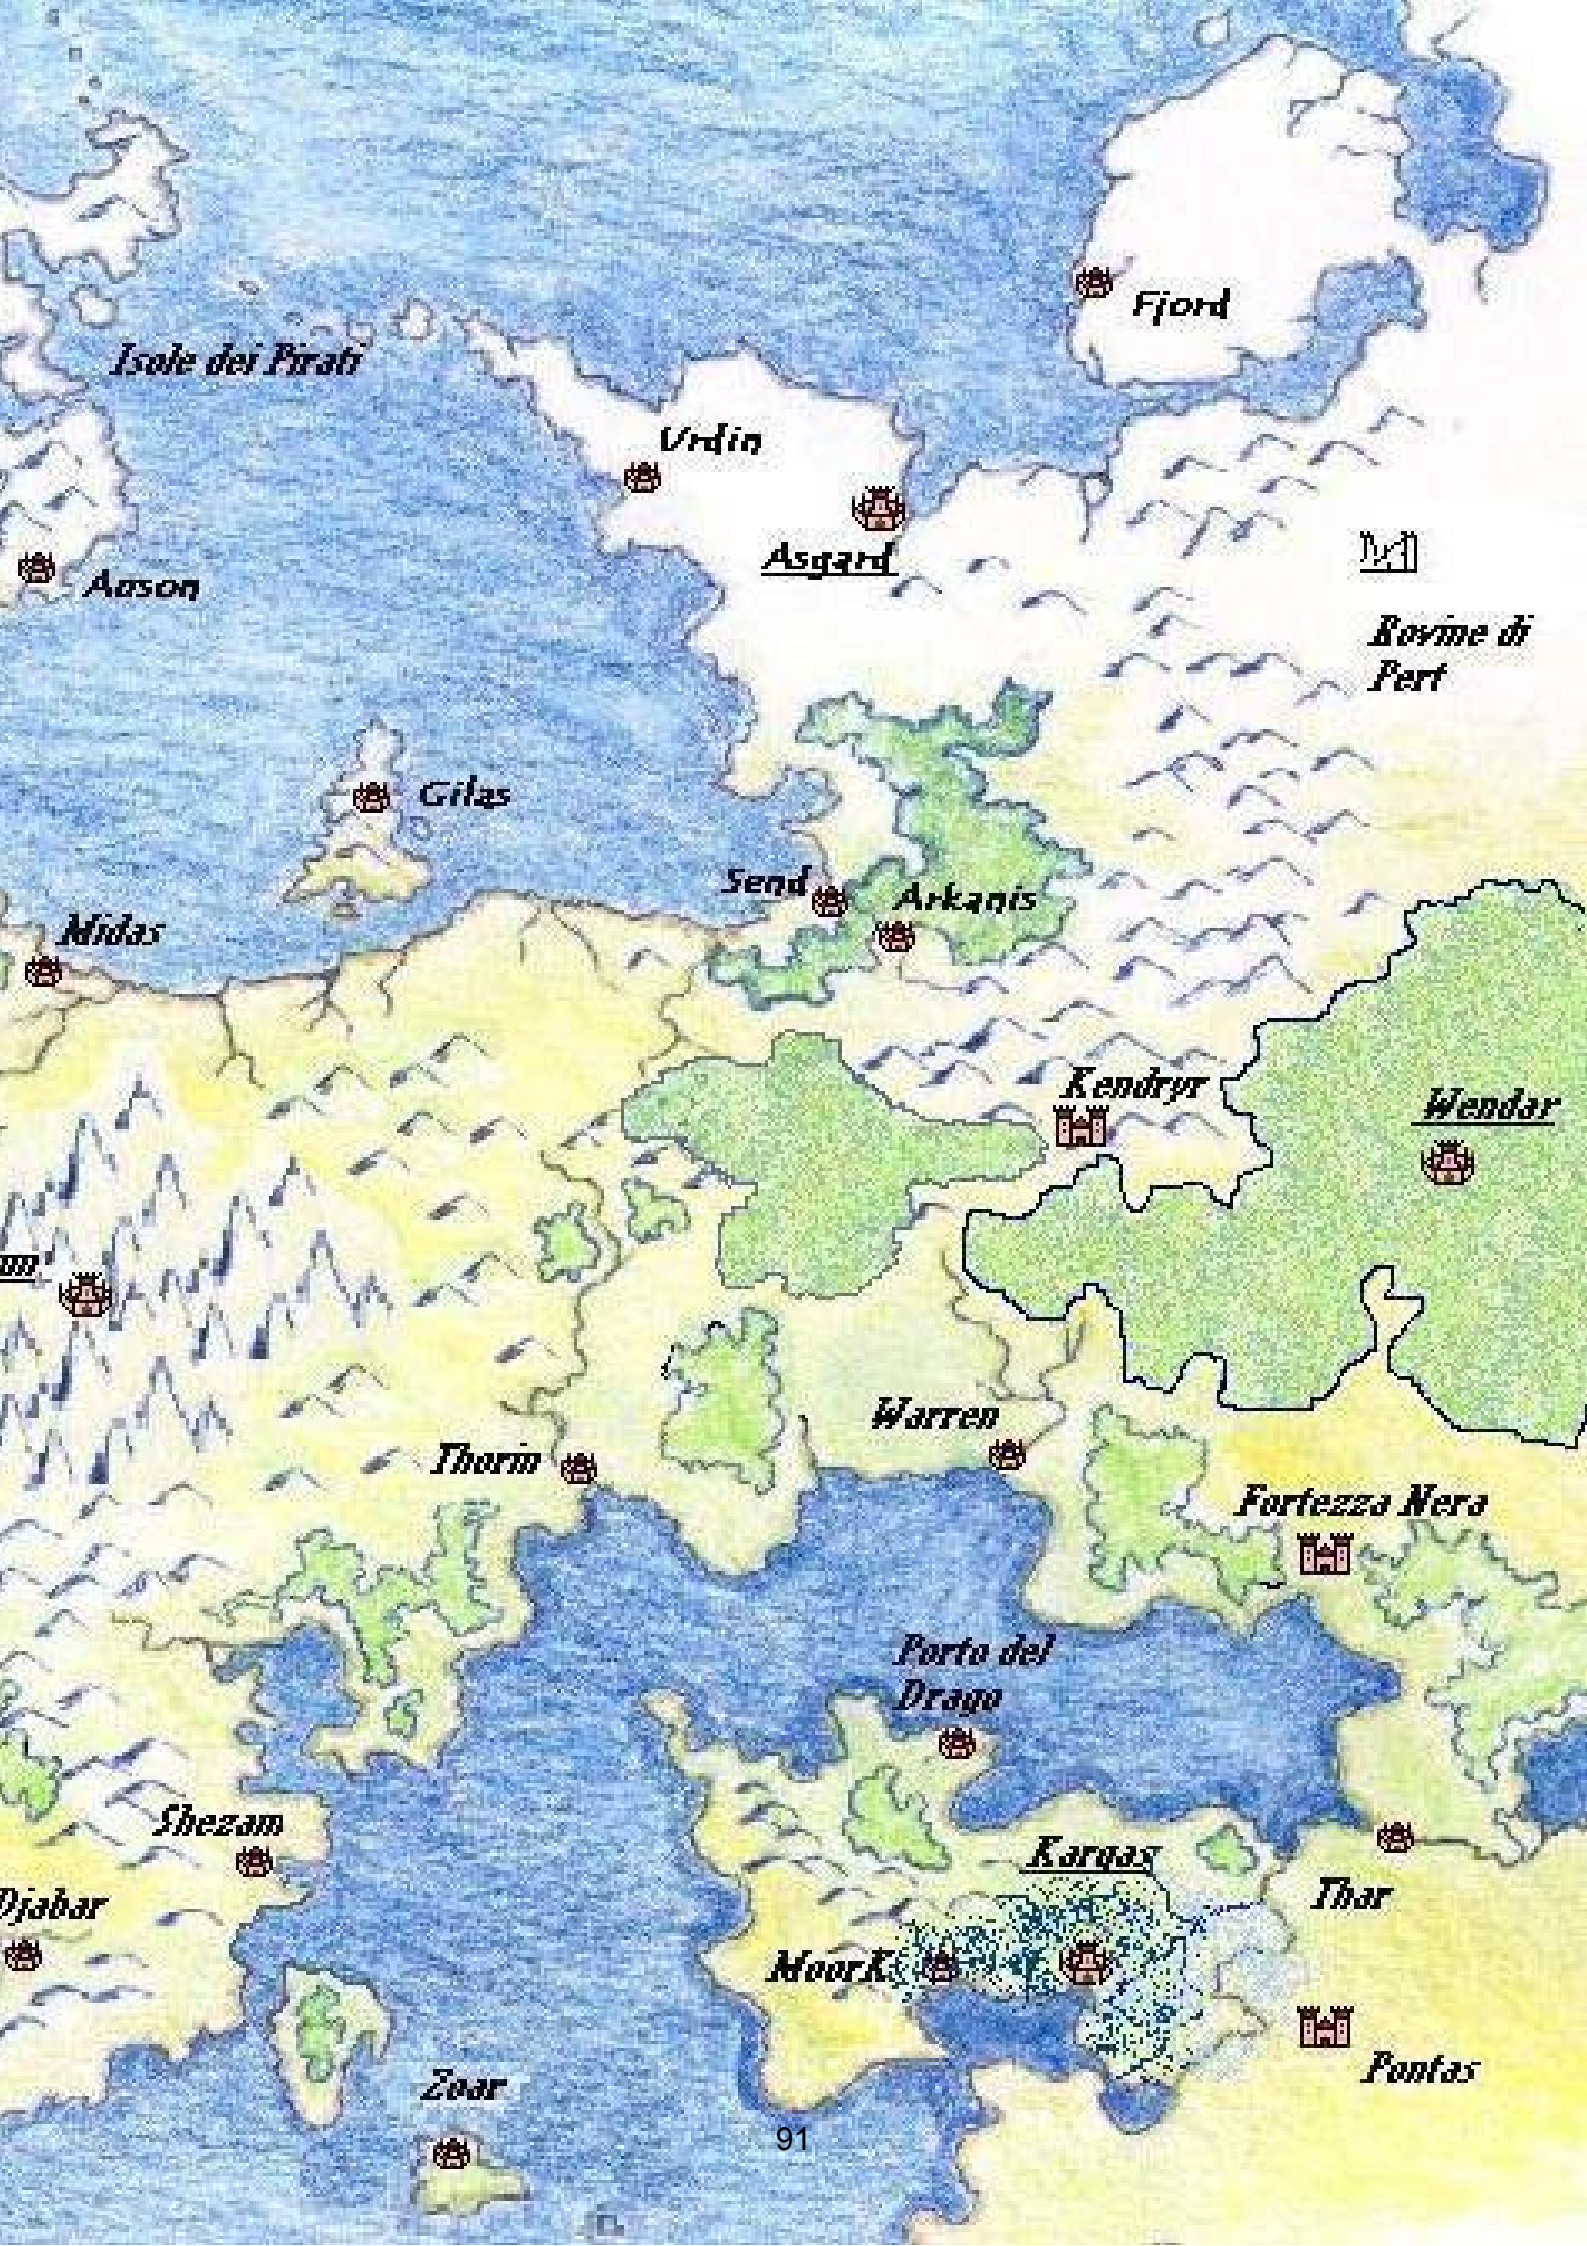 Fjord
Isole dei Pirati
Urdin
Asgard
Aoson
Rovine di
Pert
Gilas
Send
Arkanis
Midas
Kendryr
Wendar
Warren
Thorin
Fortezza Nera
Porto del
Drago
Shezam
Kargas
Djabar
Thar
MoorK
Pontas
Zoar
91